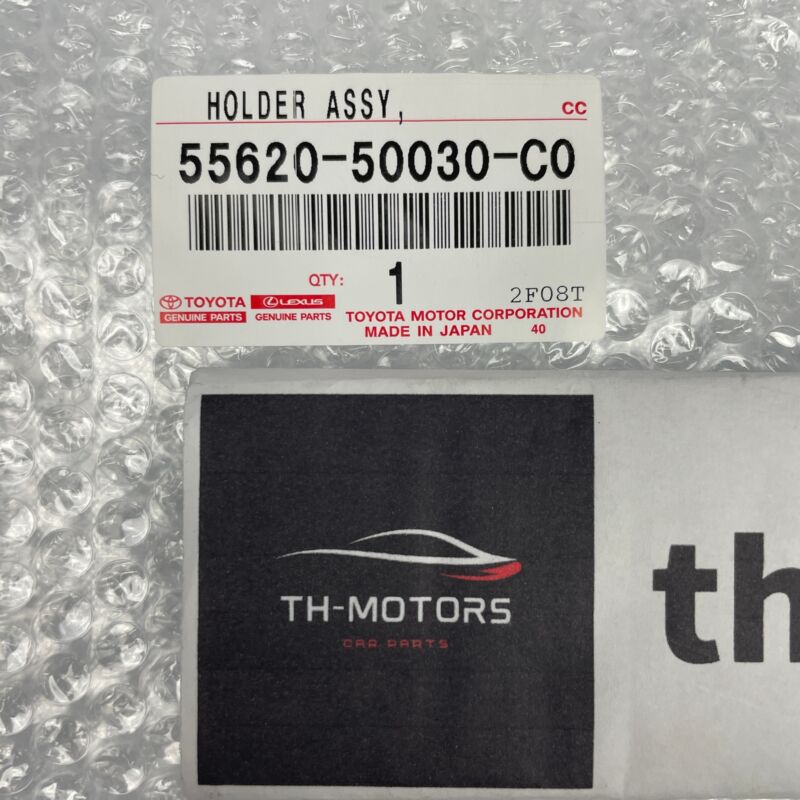 HOLDER ASSY,
CC
55620-50030-C0
QTY: 1
2F08T
TOYOTA
GENUINE PARTS
LEXUS
GENUINE PARTS
TOYOTA MOTOR CORPORATION
MADE IN JAPAN 40
TH-MOTORS
CAR PARTS
th